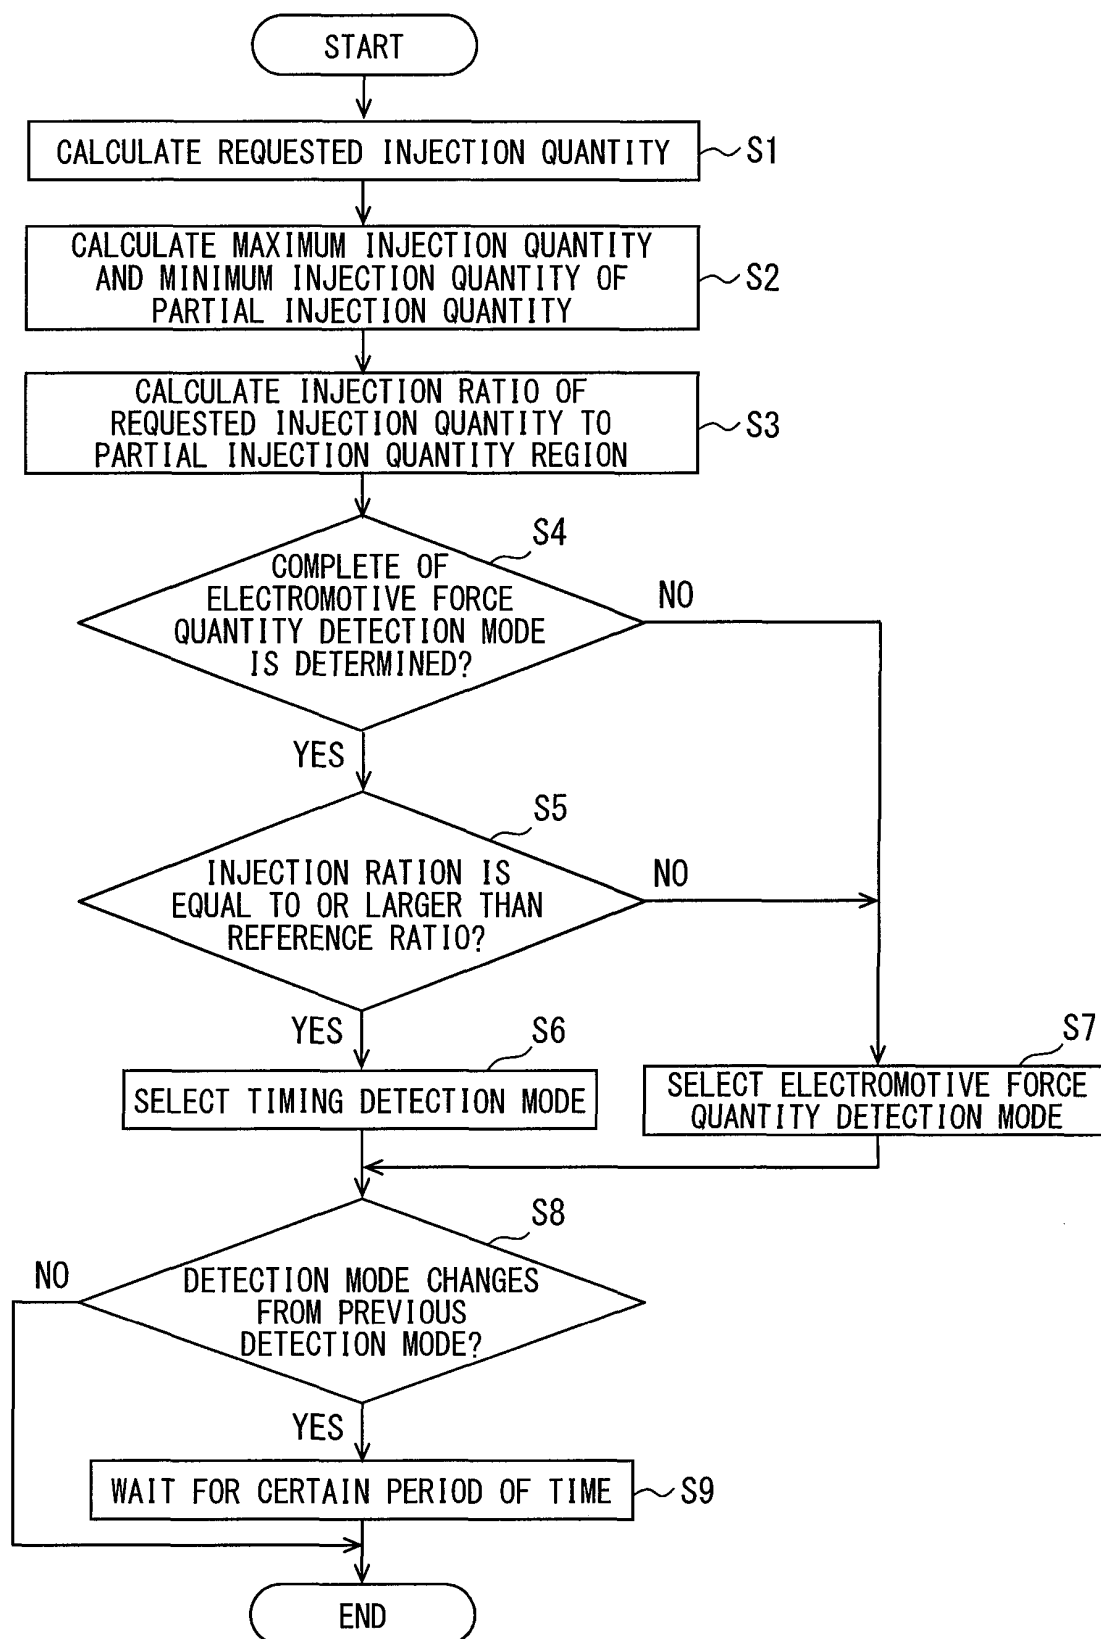 START
CALCULATE REQUESTED INJECTION QUANTITY
S1
CALCULATE MAXIMUM INJECTION QUANTITY
AND MINIMUM INJECTION QUANTITY OF
PARTIAL INJECTION QUANTITY
S2
CALCULATE INJECTION RATIO OF
REQUESTED INJECTION QUANTITY TO
PARTIAL INJECTION QUANTITY REGION
S3
S4
COMPLETE OF
ELECTROMOTIVE FORCE
QUANTITY DETECTION MODE
IS DETERMINED?
NO
YES
S5
INJECTION RATION IS
EQUAL TO OR LARGER THAN
REFERENCE RATIO?
NO
YES
S6
SELECT TIMING DETECTION MODE
S7
SELECT ELECTROMOTIVE FORCE
QUANTITY DETECTION MODE
S8
DETECTION MODE CHANGES
FROM PREVIOUS
DETECTION MODE?
NO
YES
WAIT FOR CERTAIN PERIOD OF TIME
S9
END